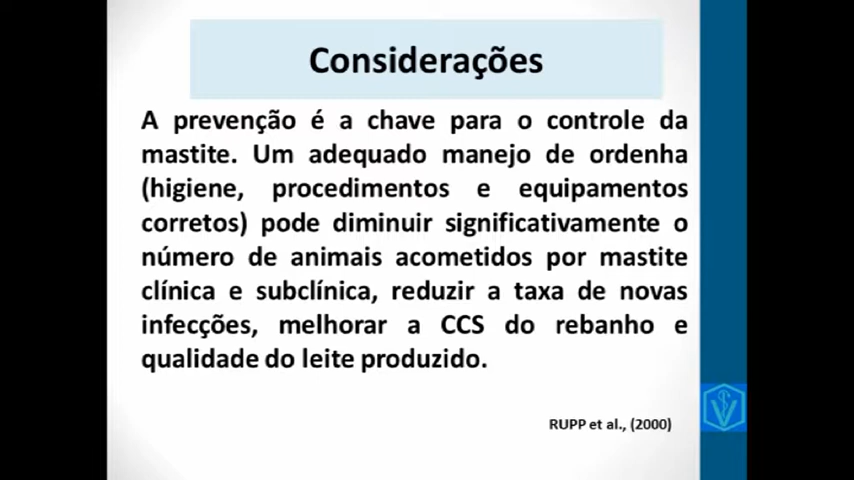 Considerações
A prevenção é a chave para o controle da
mastite. Um adequado manejo de ordenha
(higiene, procedimentos e equipamentos
corretos) pode diminuir significativamente o
número de animais acometidos por mastite
clínica e subclínica, reduzir a taxa de novas
infecções, melhorar a CCS do rebanho e
qualidade do leite produzido.
RUPP et al., (2000)